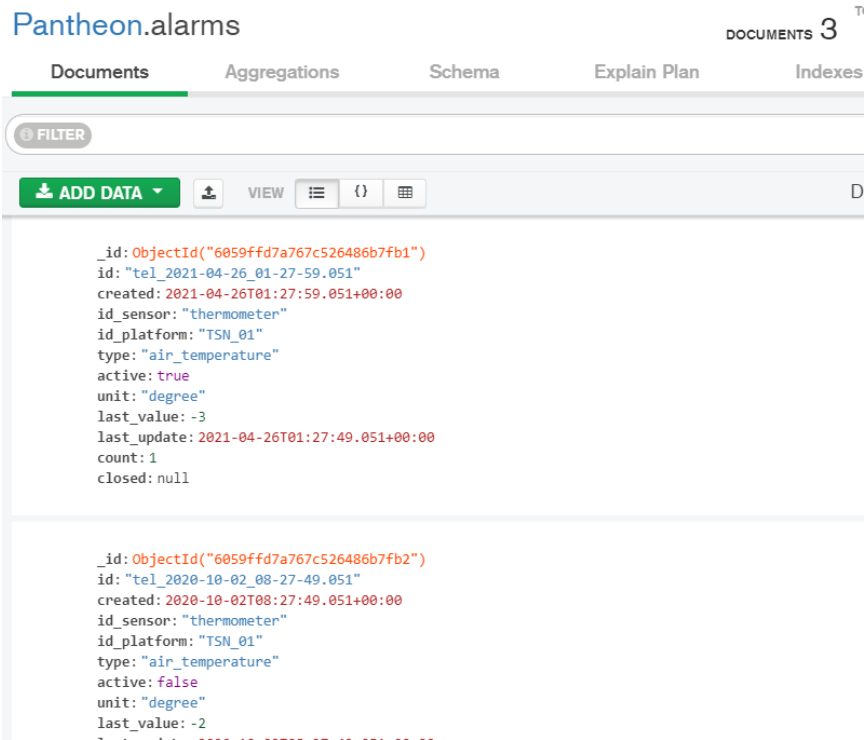 Pantheon.alarms
DOCUMENTS 3
Documents Aggregations Schema Explain Plan Indexes
FILTER
ADD DATA VIEW {}
_id: ObjectId("6059ffd7a767c526486b7fb1")
id: "tel_2021-04-26_01-27-59.051"
created: 2021-04-26T01:27:59.051+00:00
id_sensor: "thermometer"
id_platform: "TSN_01"
type: "air_temperature"
active: true
unit: "degree"
last_value: -3
last_update: 2021-04-26T01:27:49.051+00:00
count: 1
closed: null
_id: ObjectId("6059ffd7a767c526486b7fb2")
id: "tel_2020-10-02_08-27-49.051"
created: 2020-10-02T08:27:49.051+00:00
id_sensor: "thermometer"
id_platform: "TSN_01"
type: "air_temperature"
active: false
unit: "degree"
last_value: -2